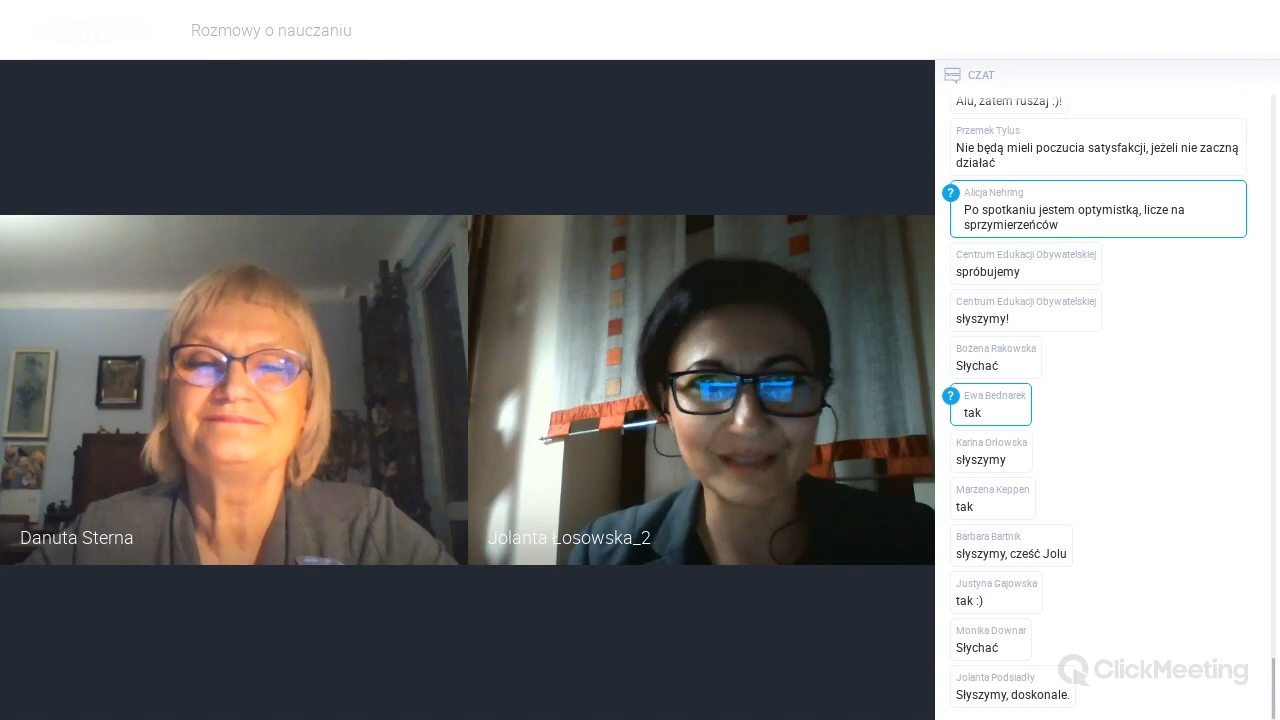 Rozmowy o nauczaniu
CZAT
Alu, zatem ruszaj :)!
Przemek Tylus
Nie będą mieli poczucia satysfakcji, jeżeli nie zaczną
działać
?
Alicja Nehring
Po spotkaniu jestem optymistką, licze na
sprzymierzeńców
Centrum Edukacji Obywatelskiej
spróbujemy
Centrum Edukacji Obywatelskiej
słyszymy!
Bożena Rakowska
Słychać
?
Ewa Bednarek
tak
Karina Orłowska
słyszymy
Marzena Keppen
tak
Barbara Bartnik
słyszymy, cześć Jolu
Justyna Gajowska
tak :)
Monika Downar
Słychać
Jolanta Podsiadły
Słyszymy, doskonale.
ClickMeeting
Danuta Sterna
Jolanta Łosowska_2